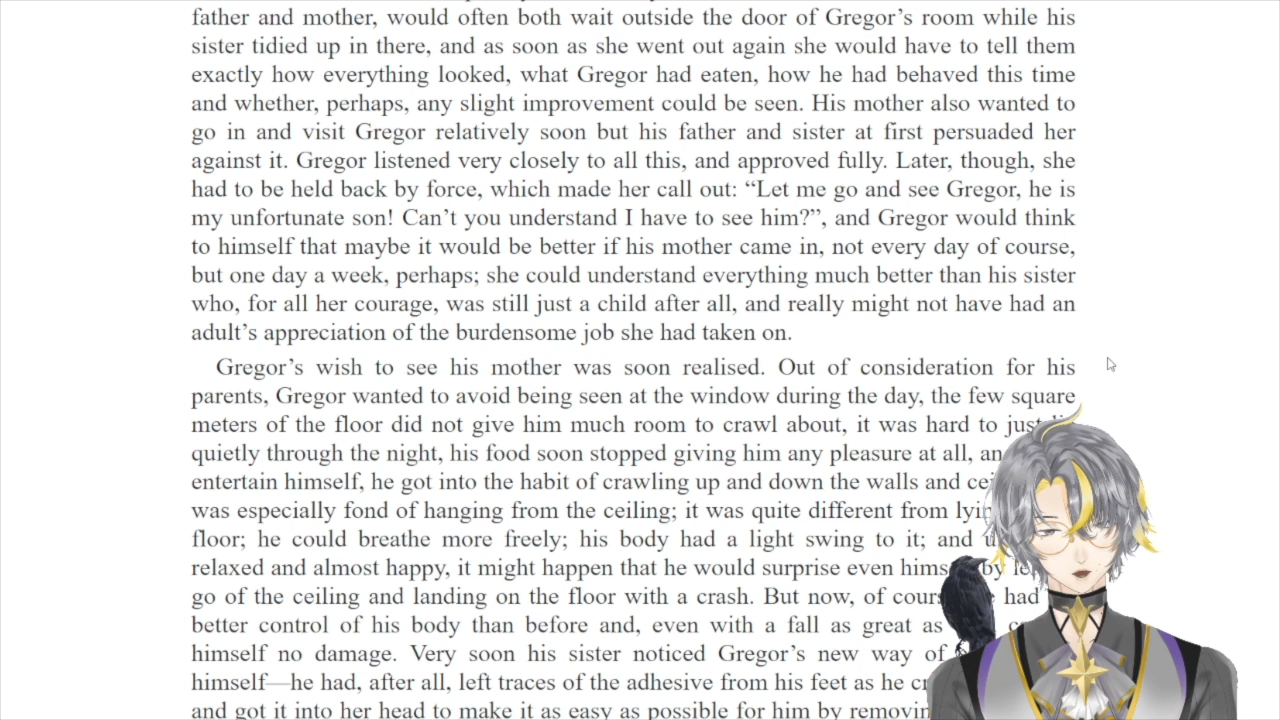 father and mother, would often both wait outside the door of Gregor’s room while his
sister tidied up in there, and as soon as she went out again she would have to tell them
exactly how everything looked, what Gregor had eaten, how he had behaved this time
and whether, perhaps, any slight improvement could be seen. His mother also wanted to
go in and visit Gregor relatively soon but his father and sister at first persuaded her
against it. Gregor listened very closely to all this, and approved fully. Later, though, she
had to be held back by force, which made her call out: “Let me go and see Gregor, he is
my unfortunate son! Can’t you understand I have to see him?”, and Gregor would think
to himself that maybe it would be better if his mother came in, not every day of course,
but one day a week, perhaps; she could understand everything much better than his sister
who, for all her courage, was still just a child after all, and really might not have had an
adult’s appreciation of the burdensome job she had taken on.
Gregor’s wish to see his mother was soon realised. Out of consideration for his
parents, Gregor wanted to avoid being seen at the window during the day, the few square
meters of the floor did not give him much room to crawl about, it was hard to just
quietly through the night, his food soon stopped giving him any pleasure at all,
entertain himself, he got into the habit of crawling up and down the walls and
was especially fond of hanging from the ceiling; it was quite different from
floor; he could breathe more freely; his body had a light swing to it; and
relaxed and almost happy, it might happen that he would surprise even by
go of the ceiling and landing on the floor with a crash. But now, of had
better control of his body than before and, even with a fall as great as
himself no damage. Very soon his sister noticed Gregor’s new way of
himself—he had, after all, left traces of the adhesive from his feet as he
and got it into her head to make it as easy as possible for him by